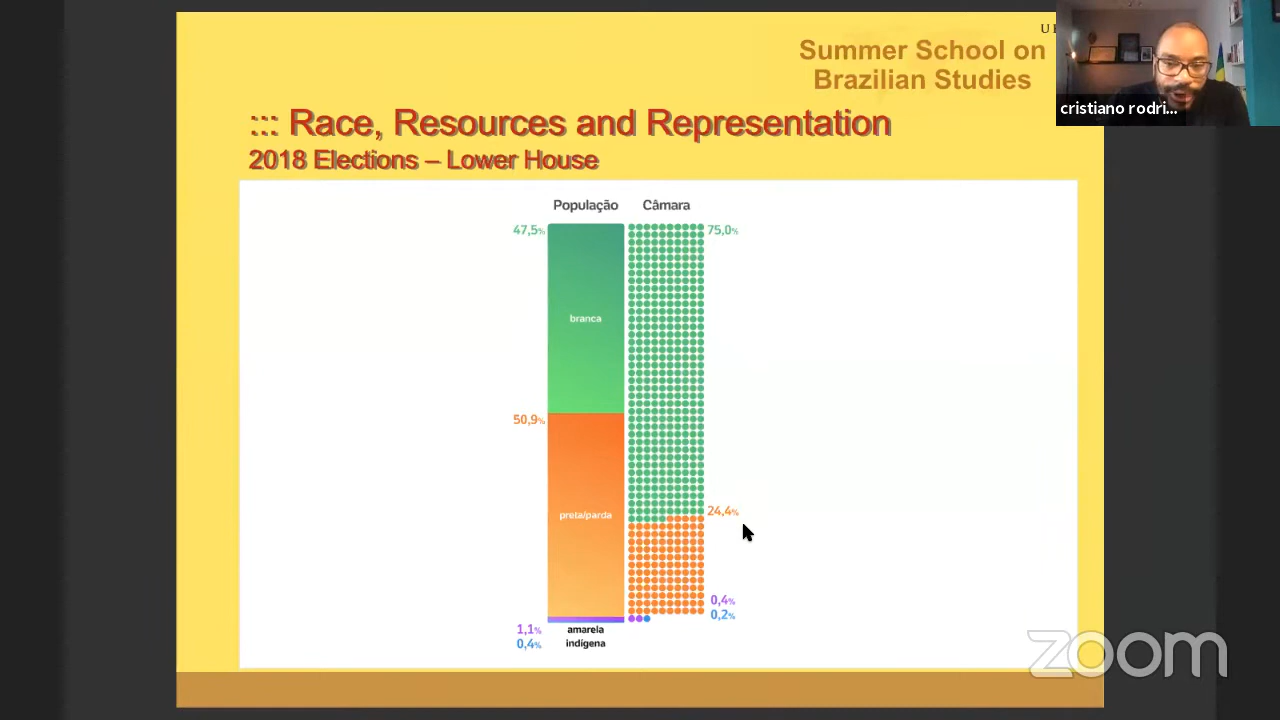 Summer School on
Brazilian Studies
cristiano rodri...
::: Race, Resources and Representation
2018 Elections – Lower House
População Câmara
47,5% 75,0%
branca
50,9%
preta/parda
24,4%
0,4%
0,2%
1,1% amarela
0,4% indígena
zoom